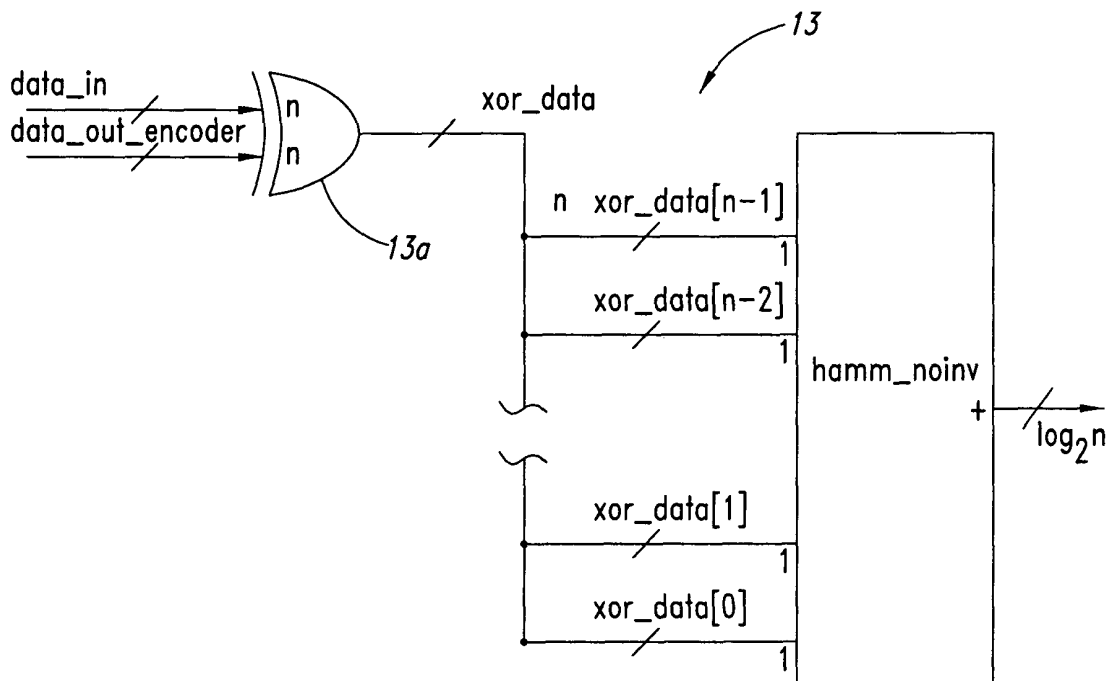 13
data_in
n
data_out_encoder
n
xor_data
13a
n xor_data[n-1]
1
xor_data[n-2]
1
hamm_noinv
+
log2n
xor_data[1]
1
xor_data[0]
1